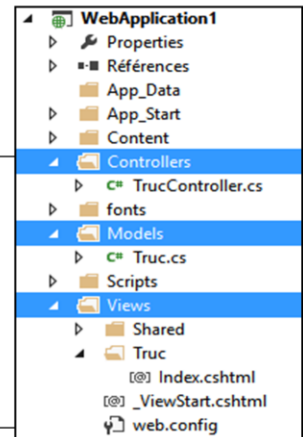 WebApplication1
Properties
Références
App_Data
App_Start
Content
Controllers
C# TrucController.cs
fonts
Models
C# Truc.cs
Scripts
Views
Shared
Truc
[@] Index.cshtml
[@] _ViewStart.cshtml
web.config